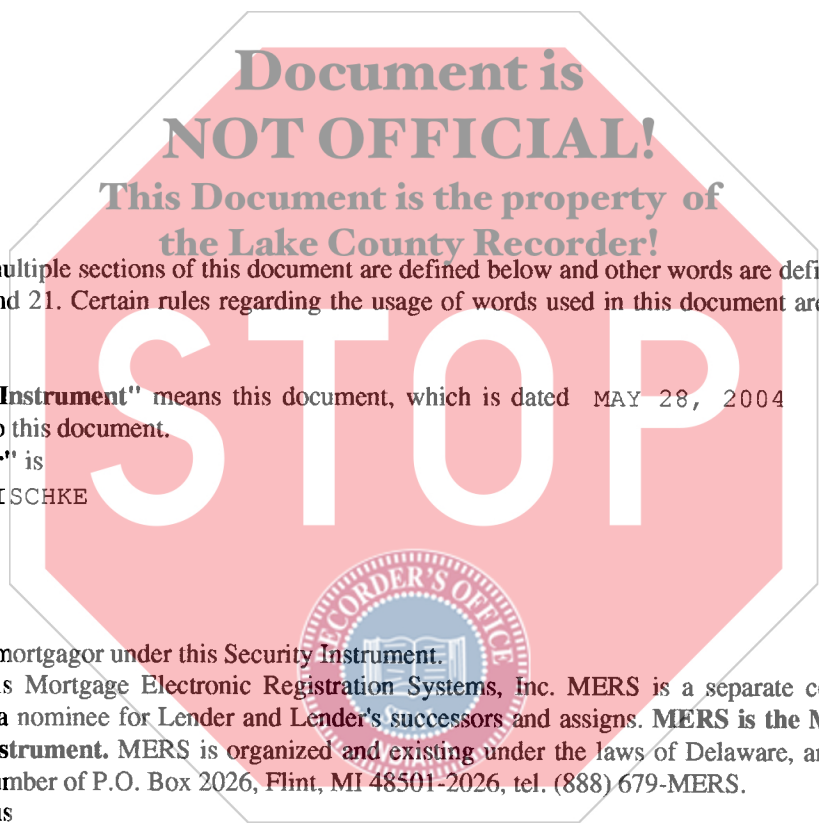 Document is
NOT OFFICIAL!
This Document is the property of
the Lake County Recorder!
ultiple sections of this document are defined below and other words are defi
nd 21. Certain rules regarding the usage of words used in this document are
STOP
Instrument" means this document, which is dated MAY 28, 2004
this document.
" is
ISCHKE
RECORDER'S OFFICE
mortgagor under this Security Instrument.
s Mortgage Electronic Registration Systems, Inc. MERS is a separate c
a nominee for Lender and Lender's successors and assigns. MERS is the M
strument. MERS is organized and existing under the laws of Delaware, a
mber of P.O. Box 2026, Flint, MI 48501-2026, tel. (888) 679-MERS.
is